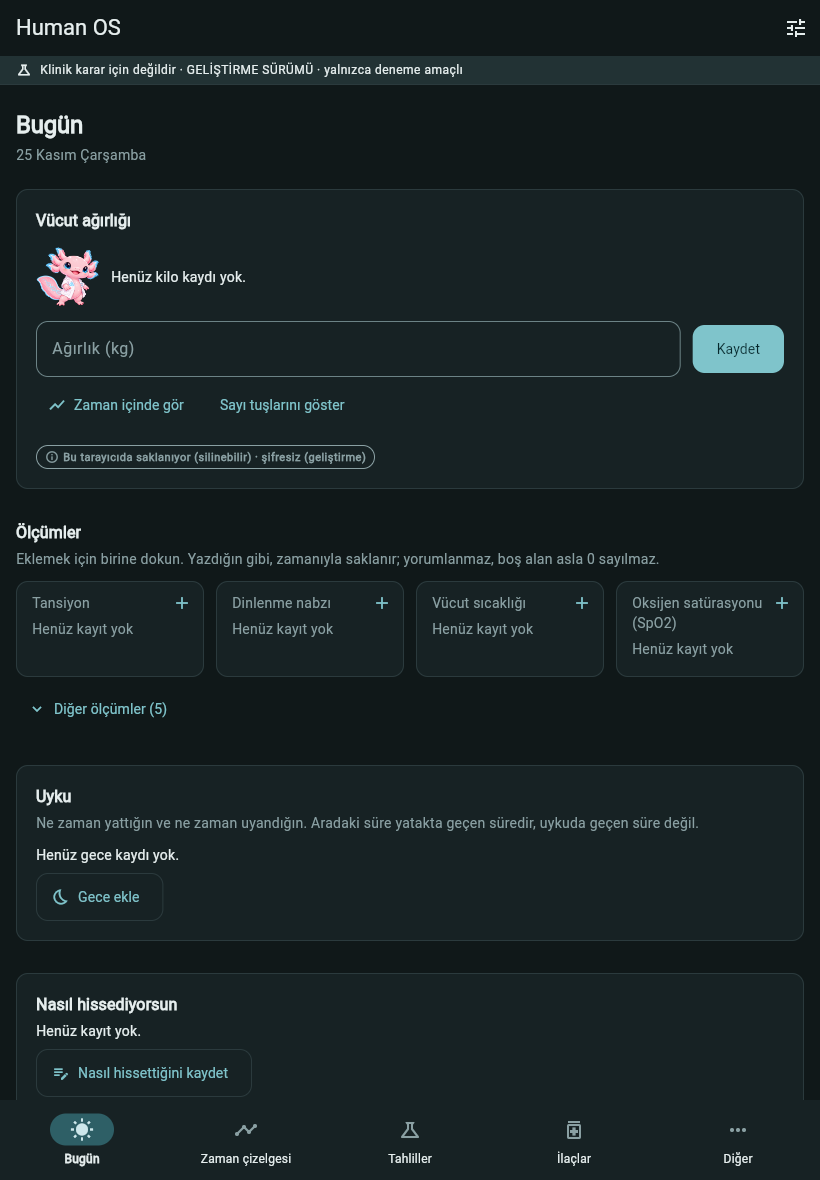 Human OS
Klinik karar için değildir · GELİŞTİRME SÜRÜMÜ · yalnızca deneme amaçlı
Bugün
25 Kasım Çarşamba
Vücut ağırlığı
Henüz kilo kaydı yok.
Ağırlık (kg)
Kaydet
Zaman içinde gör
Sayı tuşlarını göster
Bu tarayıcıda saklanıyor (silinebilir) · şifresiz (geliştirme)
Ölçümler
Eklemek için birine dokun. Yazdığın gibi, zamanıyla saklanır; yorumlanmaz, boş alan asla 0 sayılmaz.
Tansiyon
Henüz kayıt yok
Dinlenme nabzı
Henüz kayıt yok
Vücut sıcaklığı
Henüz kayıt yok
Oksijen satürasyonu
(SpO2)
Henüz kayıt yok
Diğer ölçümler (5)
Uyku
Ne zaman yattığın ve ne zaman uyandığın. Aradaki süre yatakta geçen süredir, uykuda geçen süre değil.
Henüz gece kaydı yok.
Gece ekle
Nasıl hissediyorsun
Henüz kayıt yok.
Nasıl hissettiğini kaydet
Bugün
Zaman çizelgesi
Tahliller
İlaçlar
Diğer